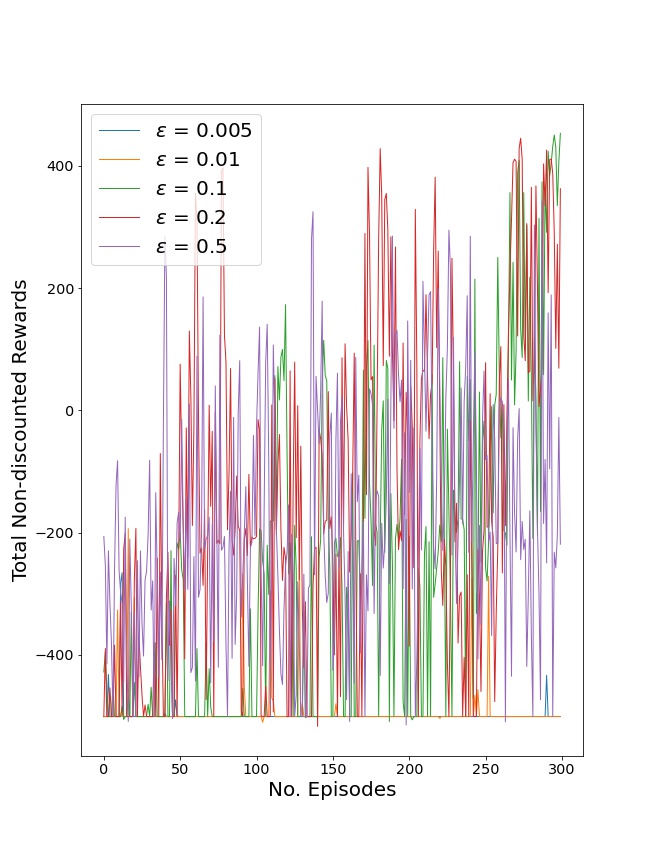 ε = 0.005
ε = 0.01
ε = 0.1
ε = 0.2
ε = 0.5
400
200
0
−200
−400
Total Non-discounted Rewards
0 50 100 150 200 250 300
No. Episodes